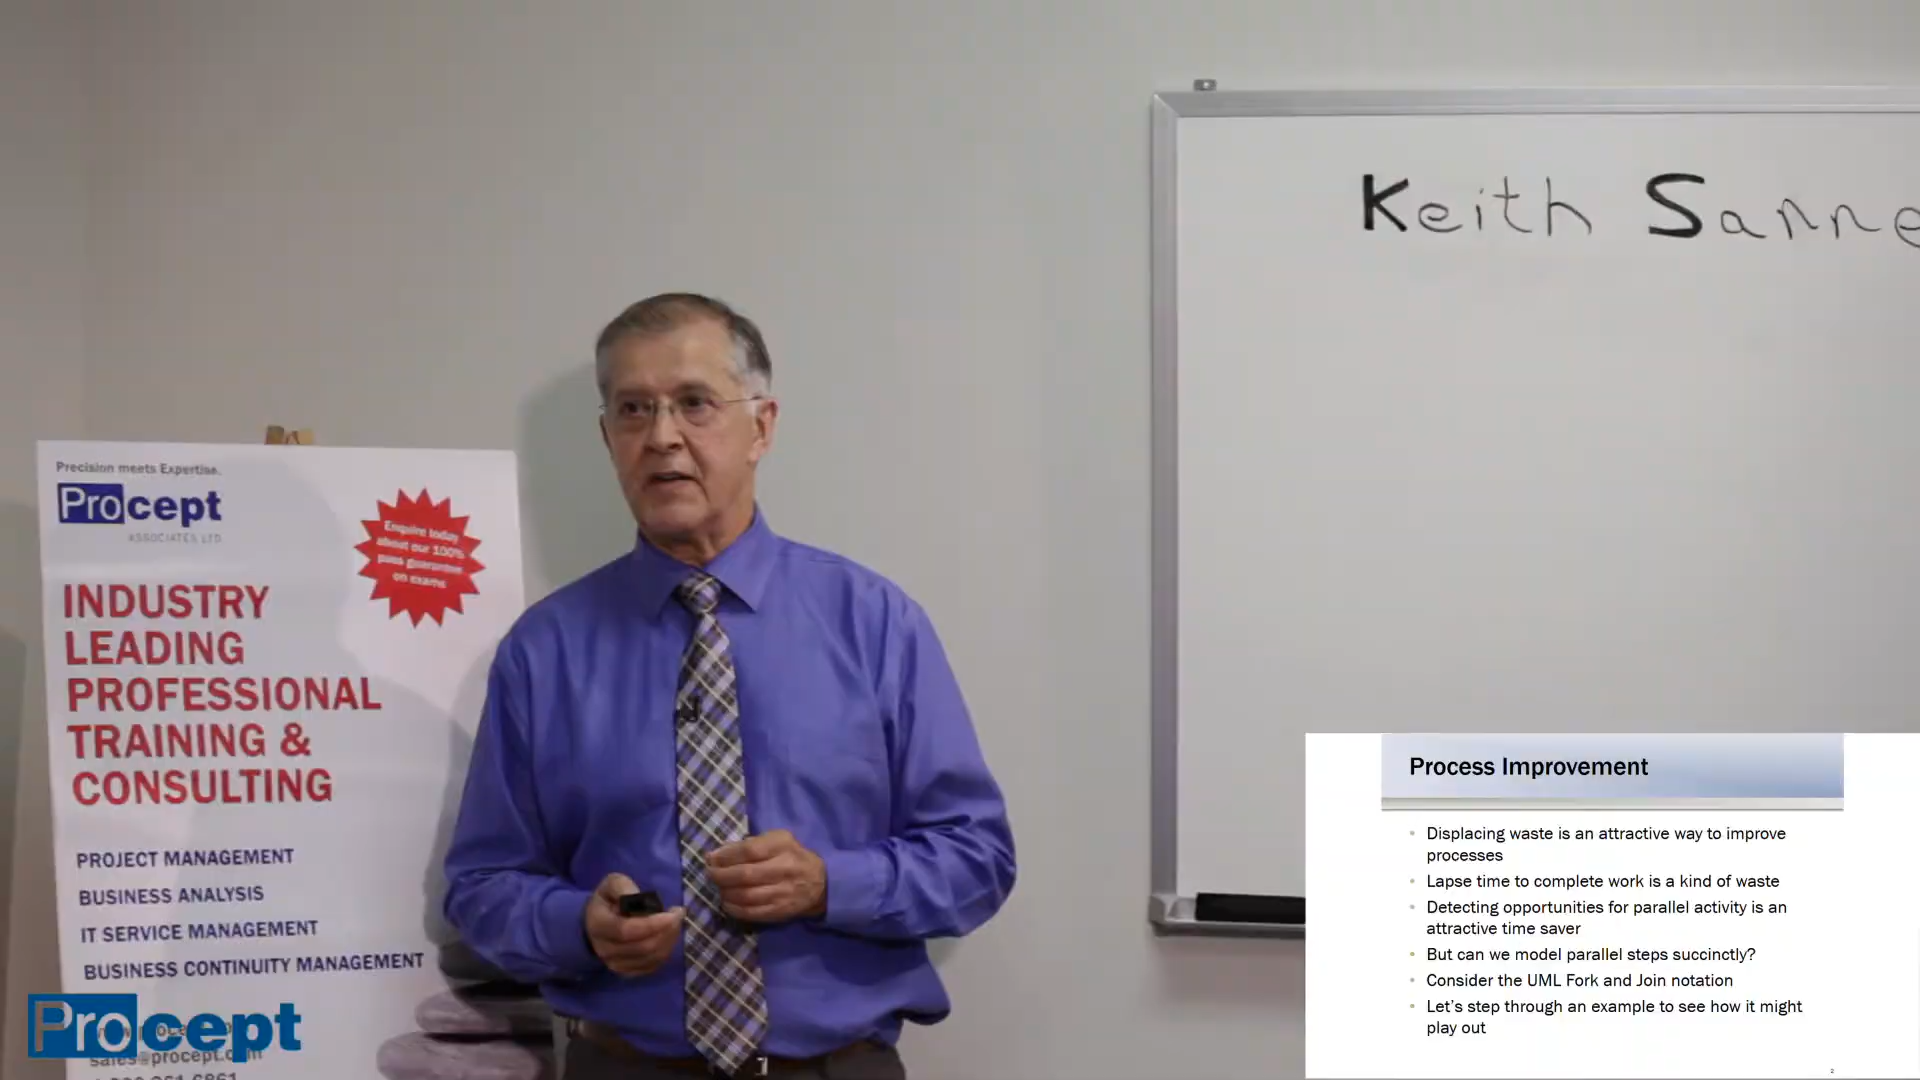 Keith Sanne
Precision meets Expertise.
Procept
ASSOCIATES LTD
Enquire today
about our 100%
pass guarantee
on exams
INDUSTRY
LEADING
PROFESSIONAL
TRAINING &
CONSULTING
PROJECT MANAGEMENT
BUSINESS ANALYSIS
IT SERVICE MANAGEMENT
BUSINESS CONTINUITY MANAGEMENT
Procept
sales@procept.com
Process Improvement
• Displacing waste is an attractive way to improve
processes
• Lapse time to complete work is a kind of waste
• Detecting opportunities for parallel activity is an
attractive time saver
• But can we model parallel steps succinctly?
• Consider the UML Fork and Join notation
• Let's step through an example to see how it might
play out
2